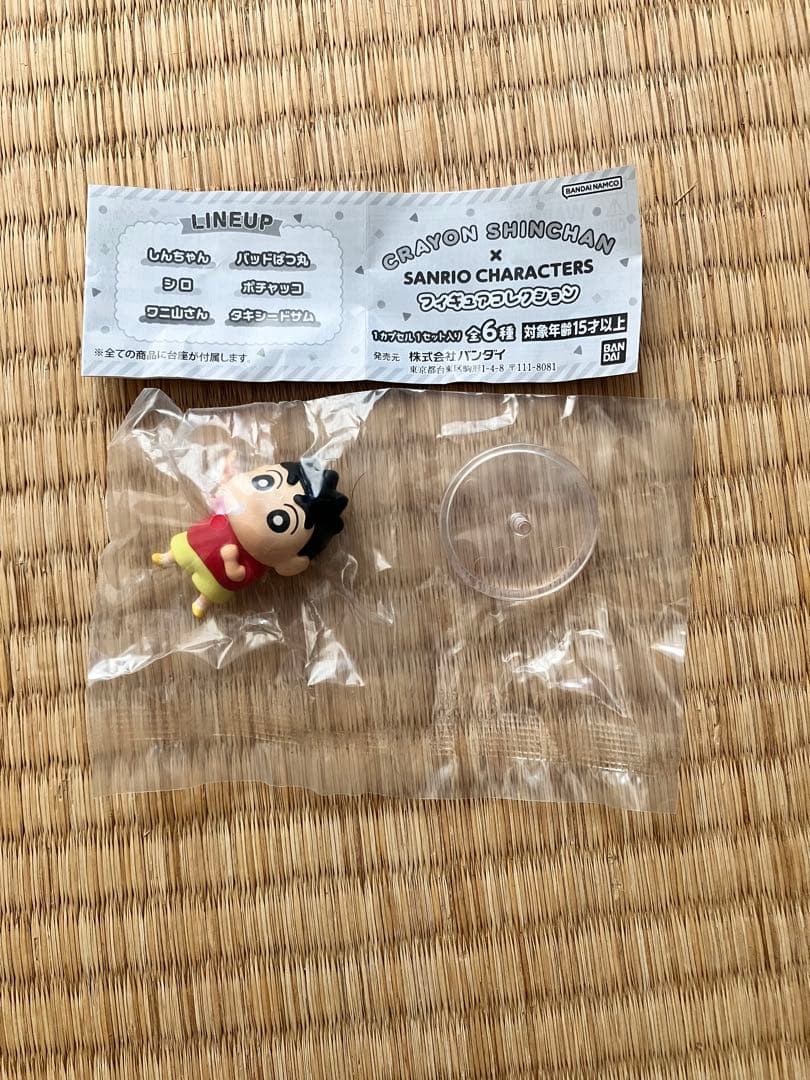 LINEUP
しんちゃん バッドばつ丸
シロ ポチャッコ
ワニ山さん タキシードサム
※全ての商品に台座が付属します。
BANDAI NAMCO
CRAYON SHINCHAN
×
SANRIO CHARACTERS
フィギュアコレクション
1カプセル1セット入り 全6種 対象年齢15才以上
発売元 株式会社バンダイ
東京都台東区駒形1-4-8 〒111-8081
BAN
DAI